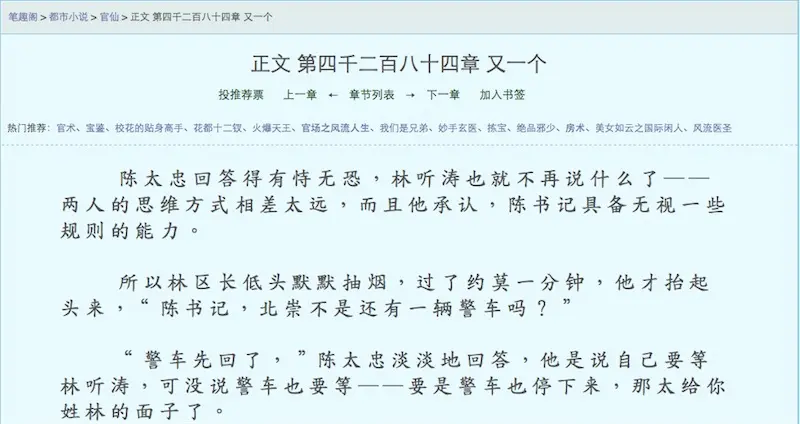 笔趣阁 > 都市小说 > 官仙 > 正文 第四千二百八十四章 又一个
正文 第四千二百八十四章 又一个
投推荐票 上一章 ← 章节列表 → 下一章 加入书签
热门推荐：官术、宝鉴、校花的贴身高手、花都十二钗、火爆天王、官场之风流人生、我们是兄弟、妙手玄医、拣宝、绝品邪少、房术、美女如云之国际闲人、风流医圣
陈太忠回答得有恃无恐，林听涛也就不再说什么了——
两人的思维方式相差太远，而且他承认，陈书记具备无视一些
规则的能力。
所以林区长低头默默抽烟，过了约莫一分钟，他才抬起
头来，“陈书记，北崇不是还有一辆警车吗？”
“警车先回了，”陈太忠淡淡地回答，他是说自己要等
林听涛，可没说警车也要等——要是警车也停下来，那太给你
姓林的面子了。